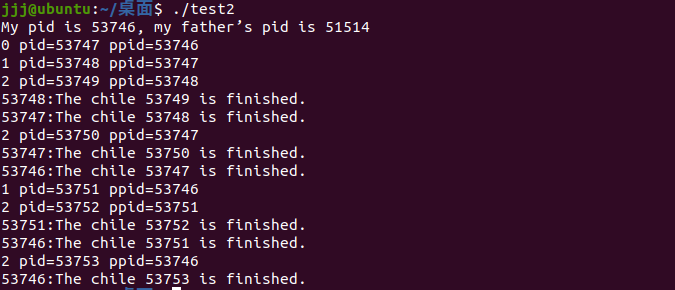 jjj@ubuntu:~/桌面$ ./test2
My pid is 53746, my father’s pid is 51514
0 pid=53747 ppid=53746
1 pid=53748 ppid=53747
2 pid=53749 ppid=53748
53748:The chile 53749 is finished.
53747:The chile 53748 is finished.
2 pid=53750 ppid=53747
53747:The chile 53750 is finished.
53746:The chile 53747 is finished.
1 pid=53751 ppid=53746
2 pid=53752 ppid=53751
53751:The chile 53752 is finished.
53746:The chile 53751 is finished.
2 pid=53753 ppid=53746
53746:The chile 53753 is finished.